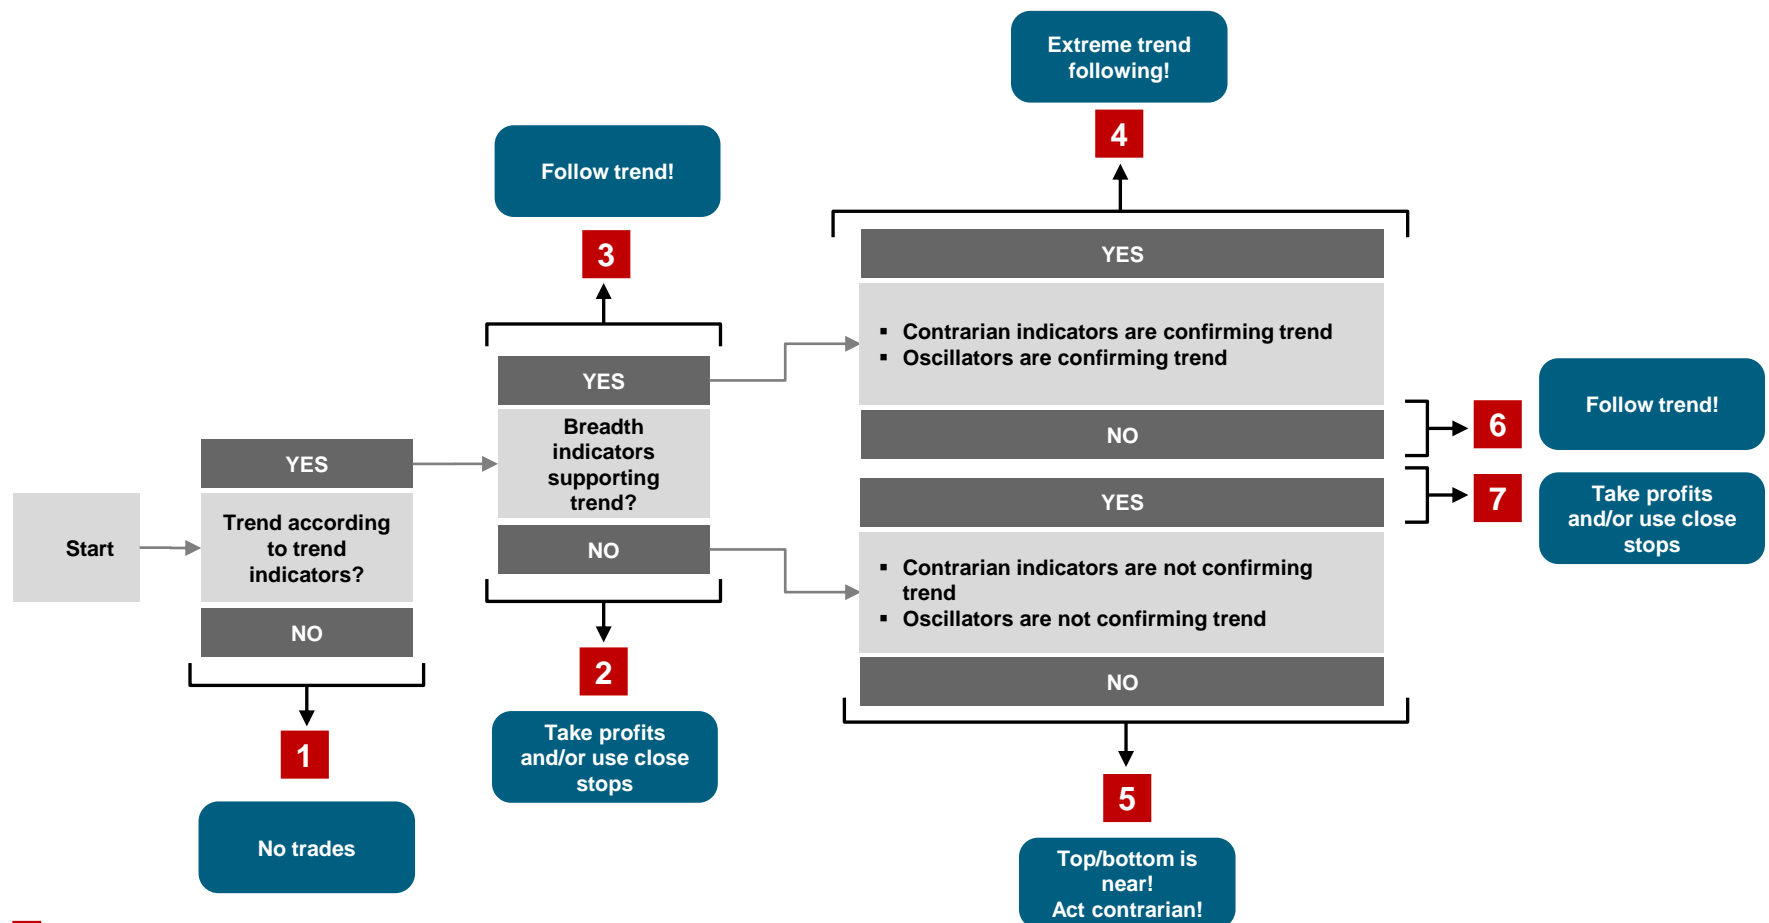 Extreme trend
following!
4
Follow trend!
3
YES
▪ Contrarian indicators are confirming trend
▪ Oscillators are confirming trend
NO
6
Follow trend!
YES
Breadth
indicators
supporting
trend?
NO
YES
7
Take profits
and/or use close
stops
YES
Start
Trend according
to trend
indicators?
NO
▪ Contrarian indicators are not confirming
trend
▪ Oscillators are not confirming trend
NO
2
Take profits
and/or use close
stops
1
No trades
5
Top/bottom is
near!
Act contrarian!